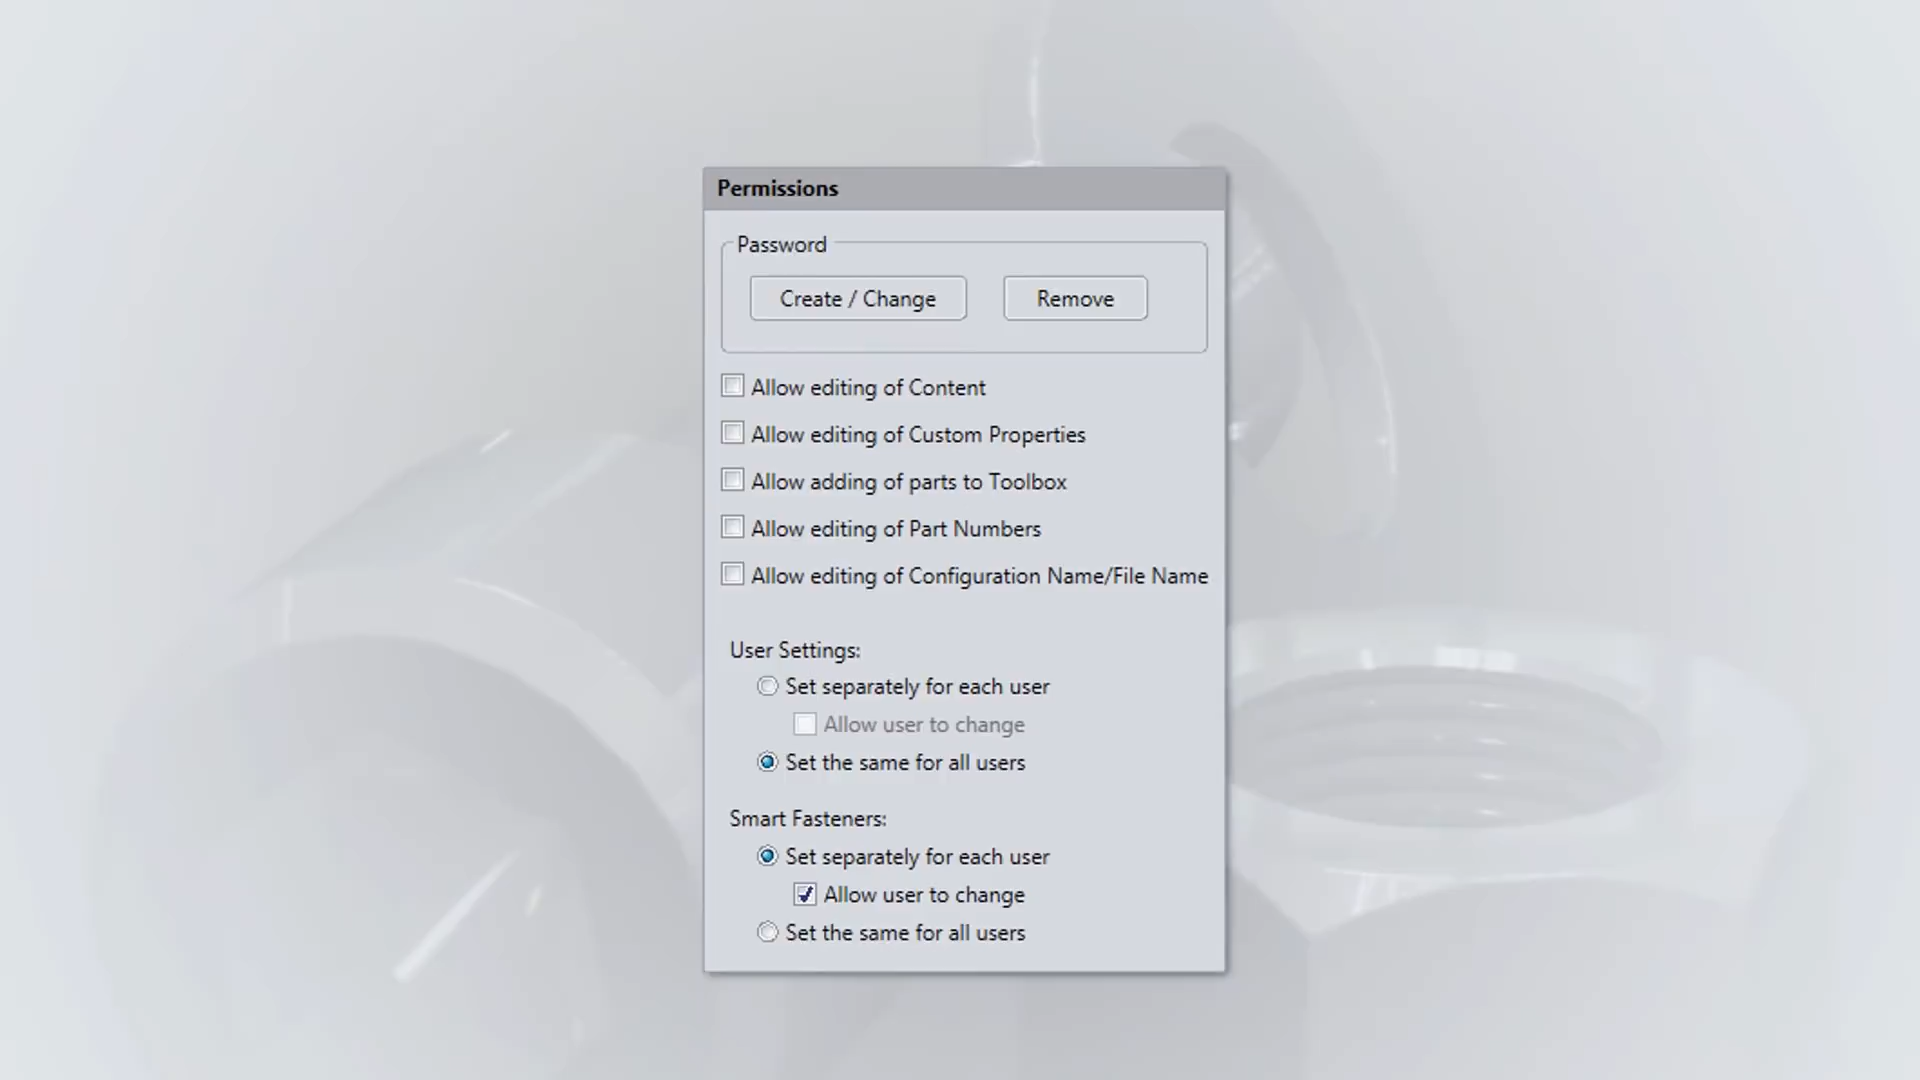 Permissions
Password
Create / Change
Remove
Allow editing of Content
Allow editing of Custom Properties
Allow adding of parts to Toolbox
Allow editing of Part Numbers
Allow editing of Configuration Name/File Name
User Settings:
Set separately for each user
Allow user to change
Set the same for all users
Smart Fasteners:
Set separately for each user
Allow user to change
Set the same for all users